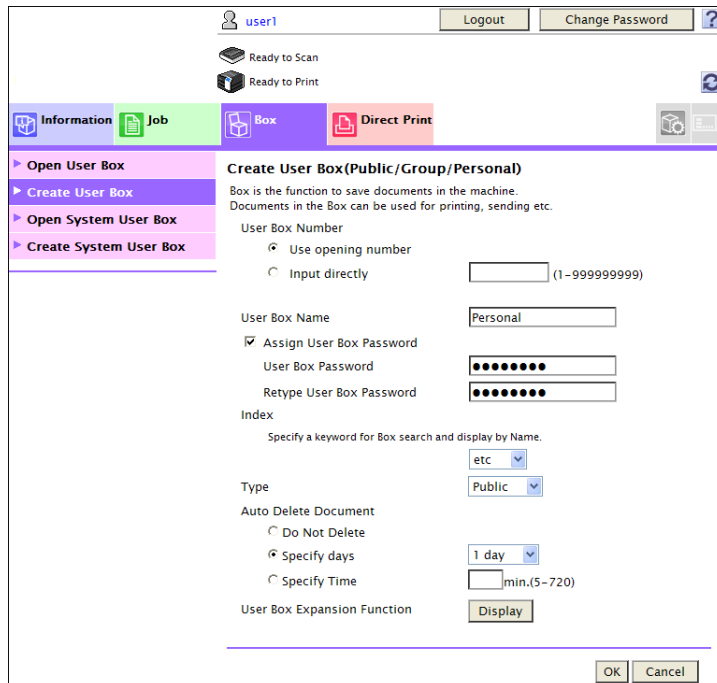 user1 Logout Change Password ?
Ready to Scan
Ready to Print
Information Job Box Direct Print
Open User Box
Create User Box
Open System User Box
Create System User Box
Create User Box(Public/Group/Personal)
Box is the function to save documents in the machine.
Documents in the Box can be used for printing, sending etc.
User Box Number
Use opening number
Input directly (1-999999999)
User Box Name Personal
Assign User Box Password
User Box Password ●●●●●●●●
Retype User Box Password ●●●●●●●●
Index
Specify a keyword for Box search and display by Name.
etc
Type Public
Auto Delete Document
Do Not Delete
Specify days 1 day
Specify Time min.(5-720)
User Box Expansion Function Display
OK Cancel